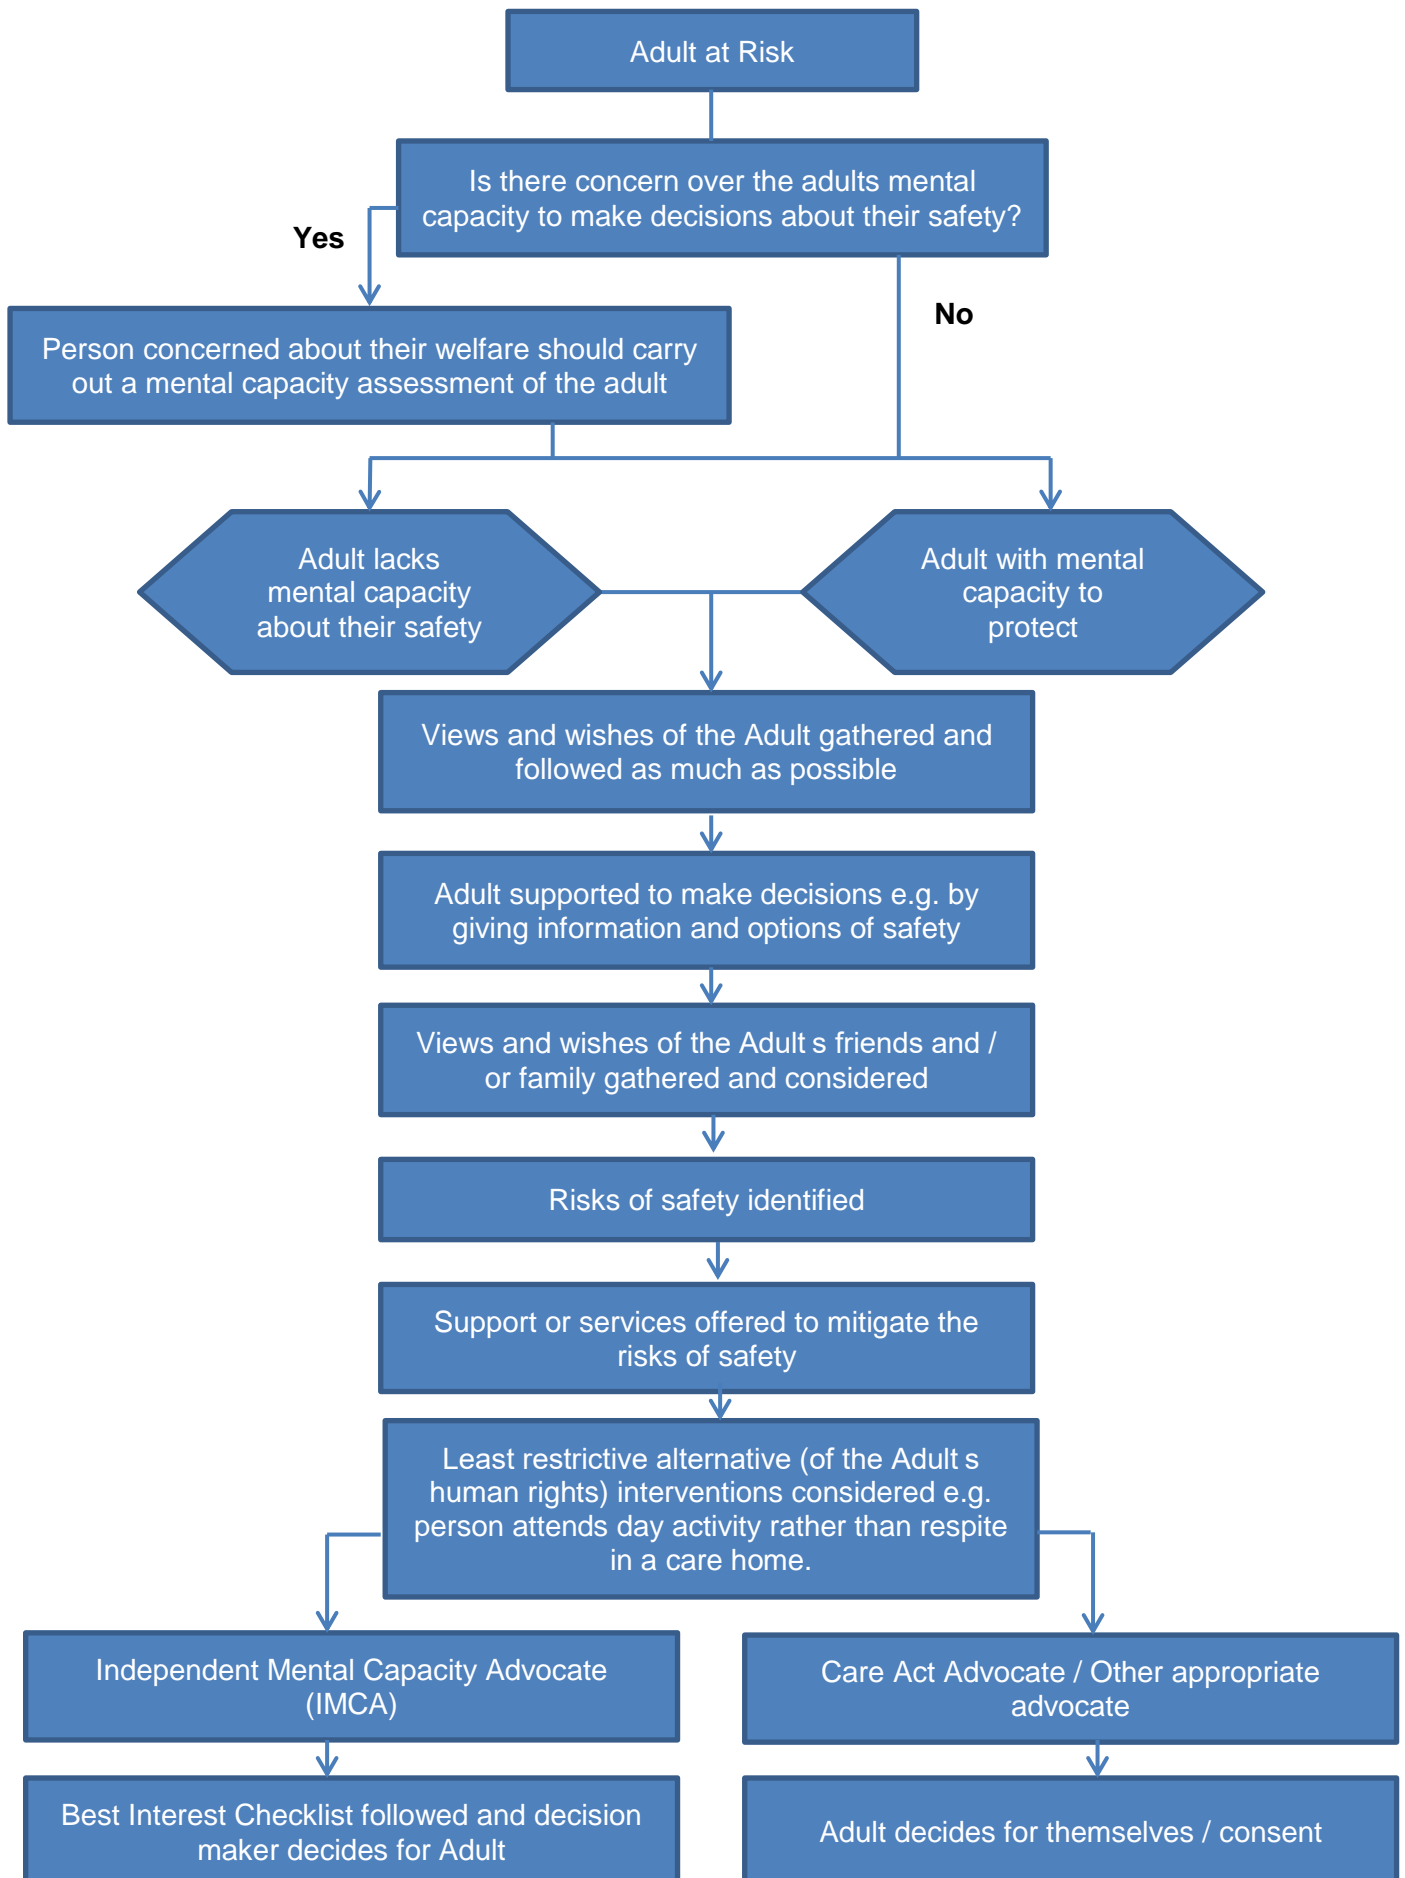 Adult at Risk
Is there concern over the adults mental
capacity to make decisions about their safety?
Yes
No
Person concerned about their welfare should carry
out a mental capacity assessment of the adult
Adult lacks
mental capacity
about their safety
Adult with mental
capacity to
protect
Views and wishes of the Adult gathered and
followed as much as possible
Adult supported to make decisions e.g. by
giving information and options of safety
Views and wishes of the Adult s friends and /
or family gathered and considered
Risks of safety identified
Support or services offered to mitigate the
risks of safety
Least restrictive alternative (of the Adult s
human rights) interventions considered e.g.
person attends day activity rather than respite
in a care home.
Independent Mental Capacity Advocate
(IMCA)
Care Act Advocate / Other appropriate
advocate
Best Interest Checklist followed and decision
maker decides for Adult
Adult decides for themselves / consent